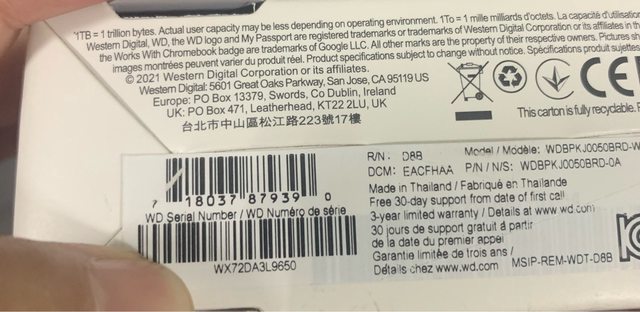 *1TB = 1 trillion bytes. Actual user capacity may be less depending on operating environment. 1To = 1 mille milliards d'octets. La capacité d'utilisation
Western Digital, WD, the WD logo and My Passport are registered trademarks or trademarks of Western Digital Corporation or its
the Works With Chromebook badge are trademarks of Google LLC. All other marks are the property of their respective owners. Pictures sh
images montrées peuvent varier du produit réel. Product specifications subject to change without notice. Spécifications produit sujettes
© 2021 Western Digital Corporation or its affiliates.
Western Digital: 5601 Great Oaks Parkway, San Jose, CA 95119 US
Europe: PO Box 13379, Swords, Co Dublin, Ireland
UK: PO Box 471, Leatherhead, KT22 2LU, UK
台北市中山區松江路223號17樓
CE
This carton is fully recyclable.
R/N: D8B Model / Modèle: WDBPKJ0050BRD-W
DCM: EACFHAA P/N / N/S: WDBPKJ0050BRD-0A
Made in Thailand / Fabriqué en Thaïlande
Free 30-day support from date of first call
3-year limited warranty / Details at www.wd.com
30 jours de support gratuit à partir
de la date du premier appel
Garantie limitée de trois ans /
Détails chez www.wd.com
MSIP-REM-WDT-D8B
7 18037 87939 0
WD Serial Number / WD Numéro de série
WX72DA3L9650